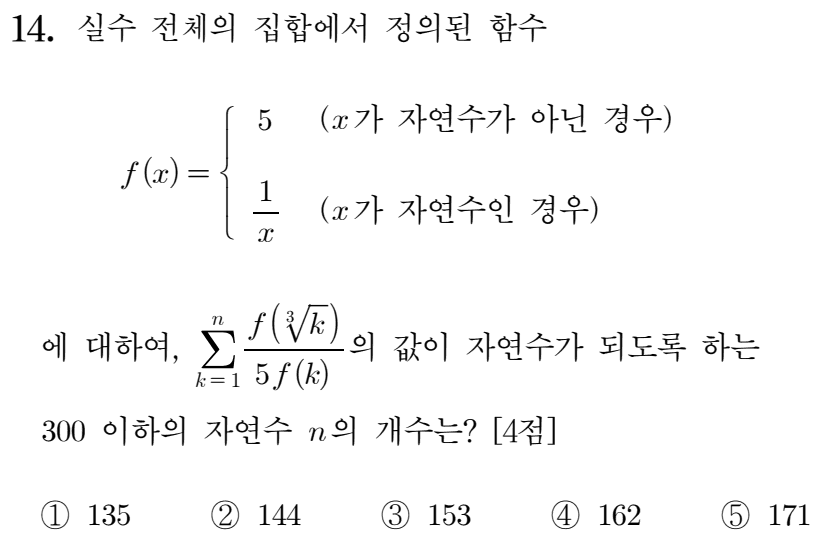 14. 실수 전체의 집합에서 정의된 함수
f(x) = { 5 (x가 자연수가 아닌 경우)
1/x (x가 자연수인 경우)
에 대하여, \sum_{k=1}^{n} \frac{f(\sqrt[3]{k})}{5f(k)}의 값이 자연수가 되도록 하는
300 이하의 자연수 n의 개수는? [4점]
① 135 ② 144 ③ 153 ④ 162 ⑤ 171